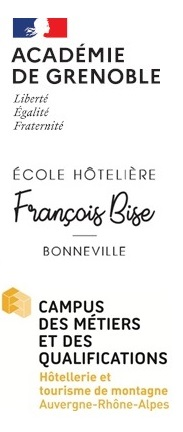 ACADÉMIE
DE GRENOBLE
Liberté
Égalité
Fraternité
ÉCOLE HÔTELIÈRE
François Bise
BONNEVILLE
CAMPUS
DES MÉTIERS
ET DES
QUALIFICATIONS
Hôtellerie et
tourisme de montagne
Auvergne-Rhône-Alpes